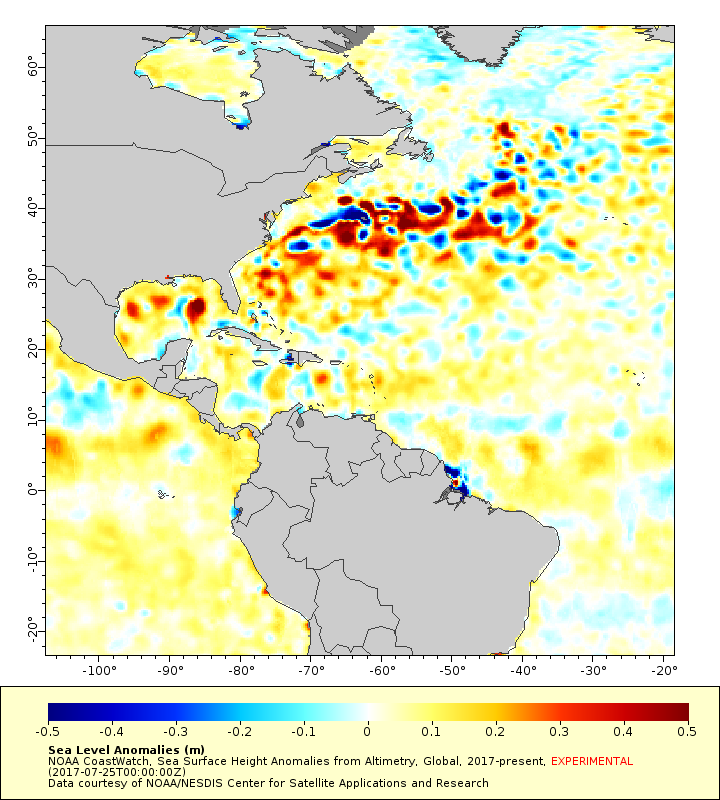 60°
50°
40°
30°
20°
10°
0°
-10°
-20°
-100° -90° -80° -70° -60° -50° -40° -30° -20°
-0.5 -0.4 -0.3 -0.2 -0.1 0 0.1 0.2 0.3 0.4 0.5
Sea Level Anomalies (m)
NOAA CoastWatch, Sea Surface Height Anomalies from Altimetry, Global, 2017-present, EXPERIMENTAL
(2017-07-25T00:00:00Z)
Data courtesy of NOAA/NESDIS Center for Satellite Applications and Research